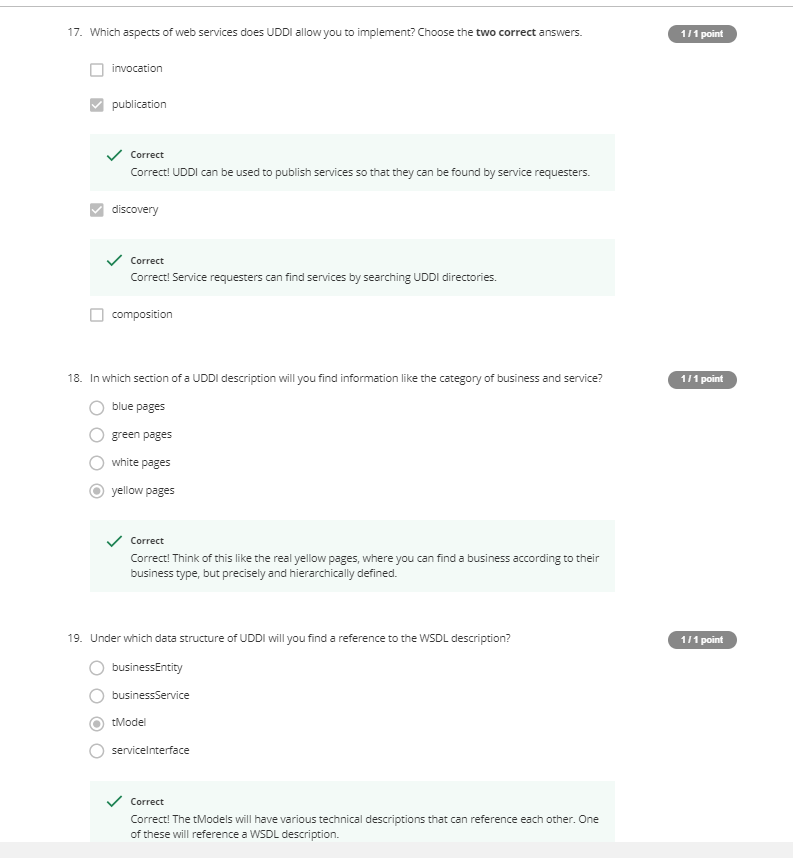 17. Which aspects of web services does UDDI allow you to implement? Choose the two correct answers.
1 / 1 point
invocation
publication
Correct
Correct! UDDI can be used to publish services so that they can be found by service requesters.
discovery
Correct
Correct! Service requesters can find services by searching UDDI directories.
composition
18. In which section of a UDDI description will you find information like the category of business and service?
1 / 1 point
blue pages
green pages
white pages
yellow pages
Correct
Correct! Think of this like the real yellow pages, where you can find a business according to their
business type, but precisely and hierarchically defined.
19. Under which data structure of UDDI will you find a reference to the WSDL description?
1 / 1 point
businessEntity
businessService
tModel
serviceInterface
Correct
Correct! The tModels will have various technical descriptions that can reference each other. One
of these will reference a WSDL description.